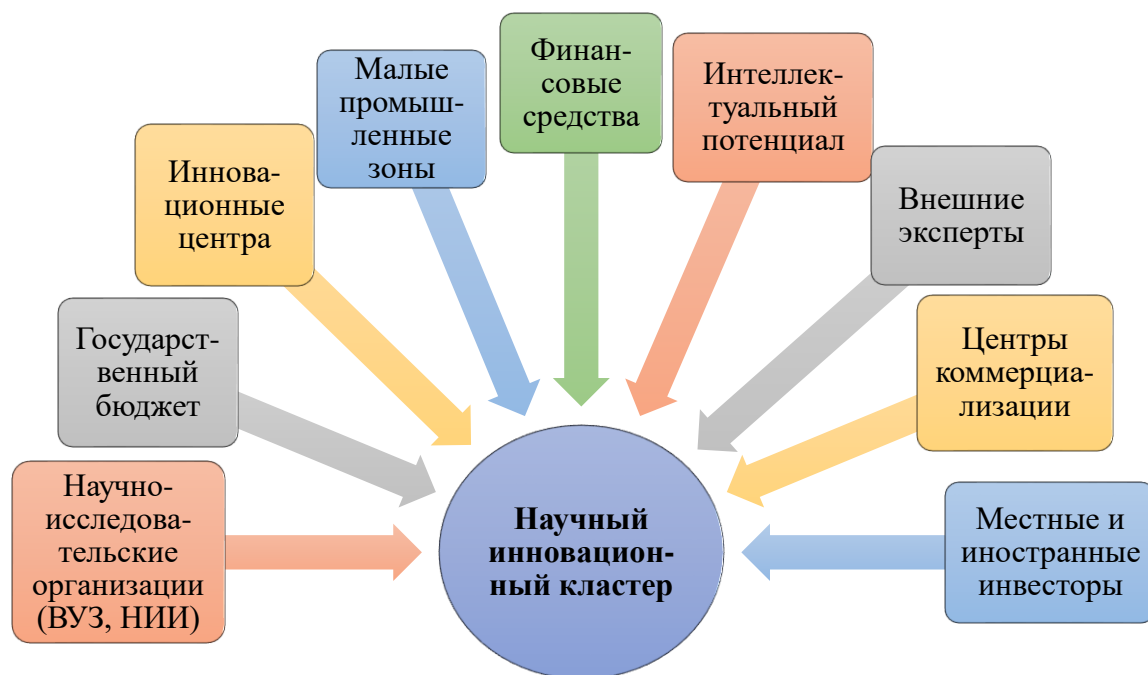 Научно-
исследова-
тельские
организации
(ВУЗ, НИИ)
Государст-
венный
бюджет
Иннова-
ционные
центра
Малые
промыш-
ленные
зоны
Финан-
совые
средства
Интеллек-
туальный
потенциал
Внешние
эксперты
Центры
коммерциа-
лизации
Местные и
иностранные
инвесторы
Научный
инновацион-
ный кластер